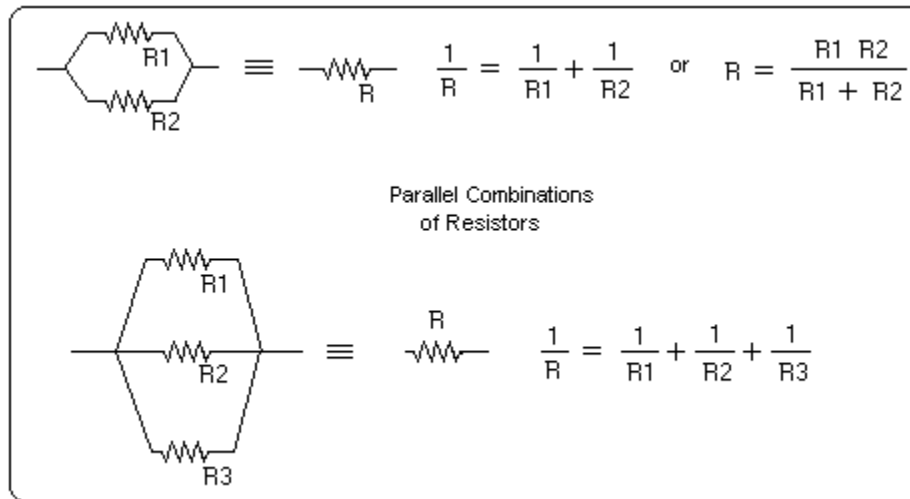 R1
R2
≡
R
1/R = 1/R1 + 1/R2 or R = R1 R2 / R1 + R2
Parallel Combinations
of Resistors
R1
R2
R3
≡
R
1/R = 1/R1 + 1/R2 + 1/R3